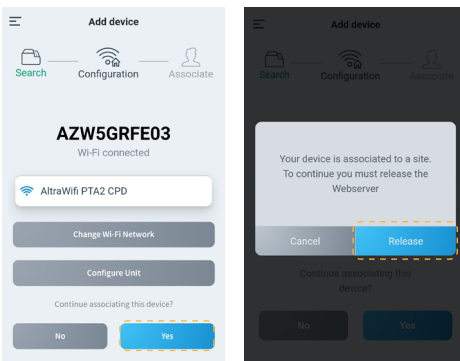 Add device
Search
Configuration
Associate
AZW5GRFE03
Wi-Fi connected
AltraWifi PTA2 CPD
Change Wi-Fi Network
Configure Unit
Continue associating this device?
No
Yes
Add device
Search
Configuration
Associate
Your device is associated to a site.
To continue you must release the
Webserver
Cancel
Release
Continue associating this
device?
No
Yes